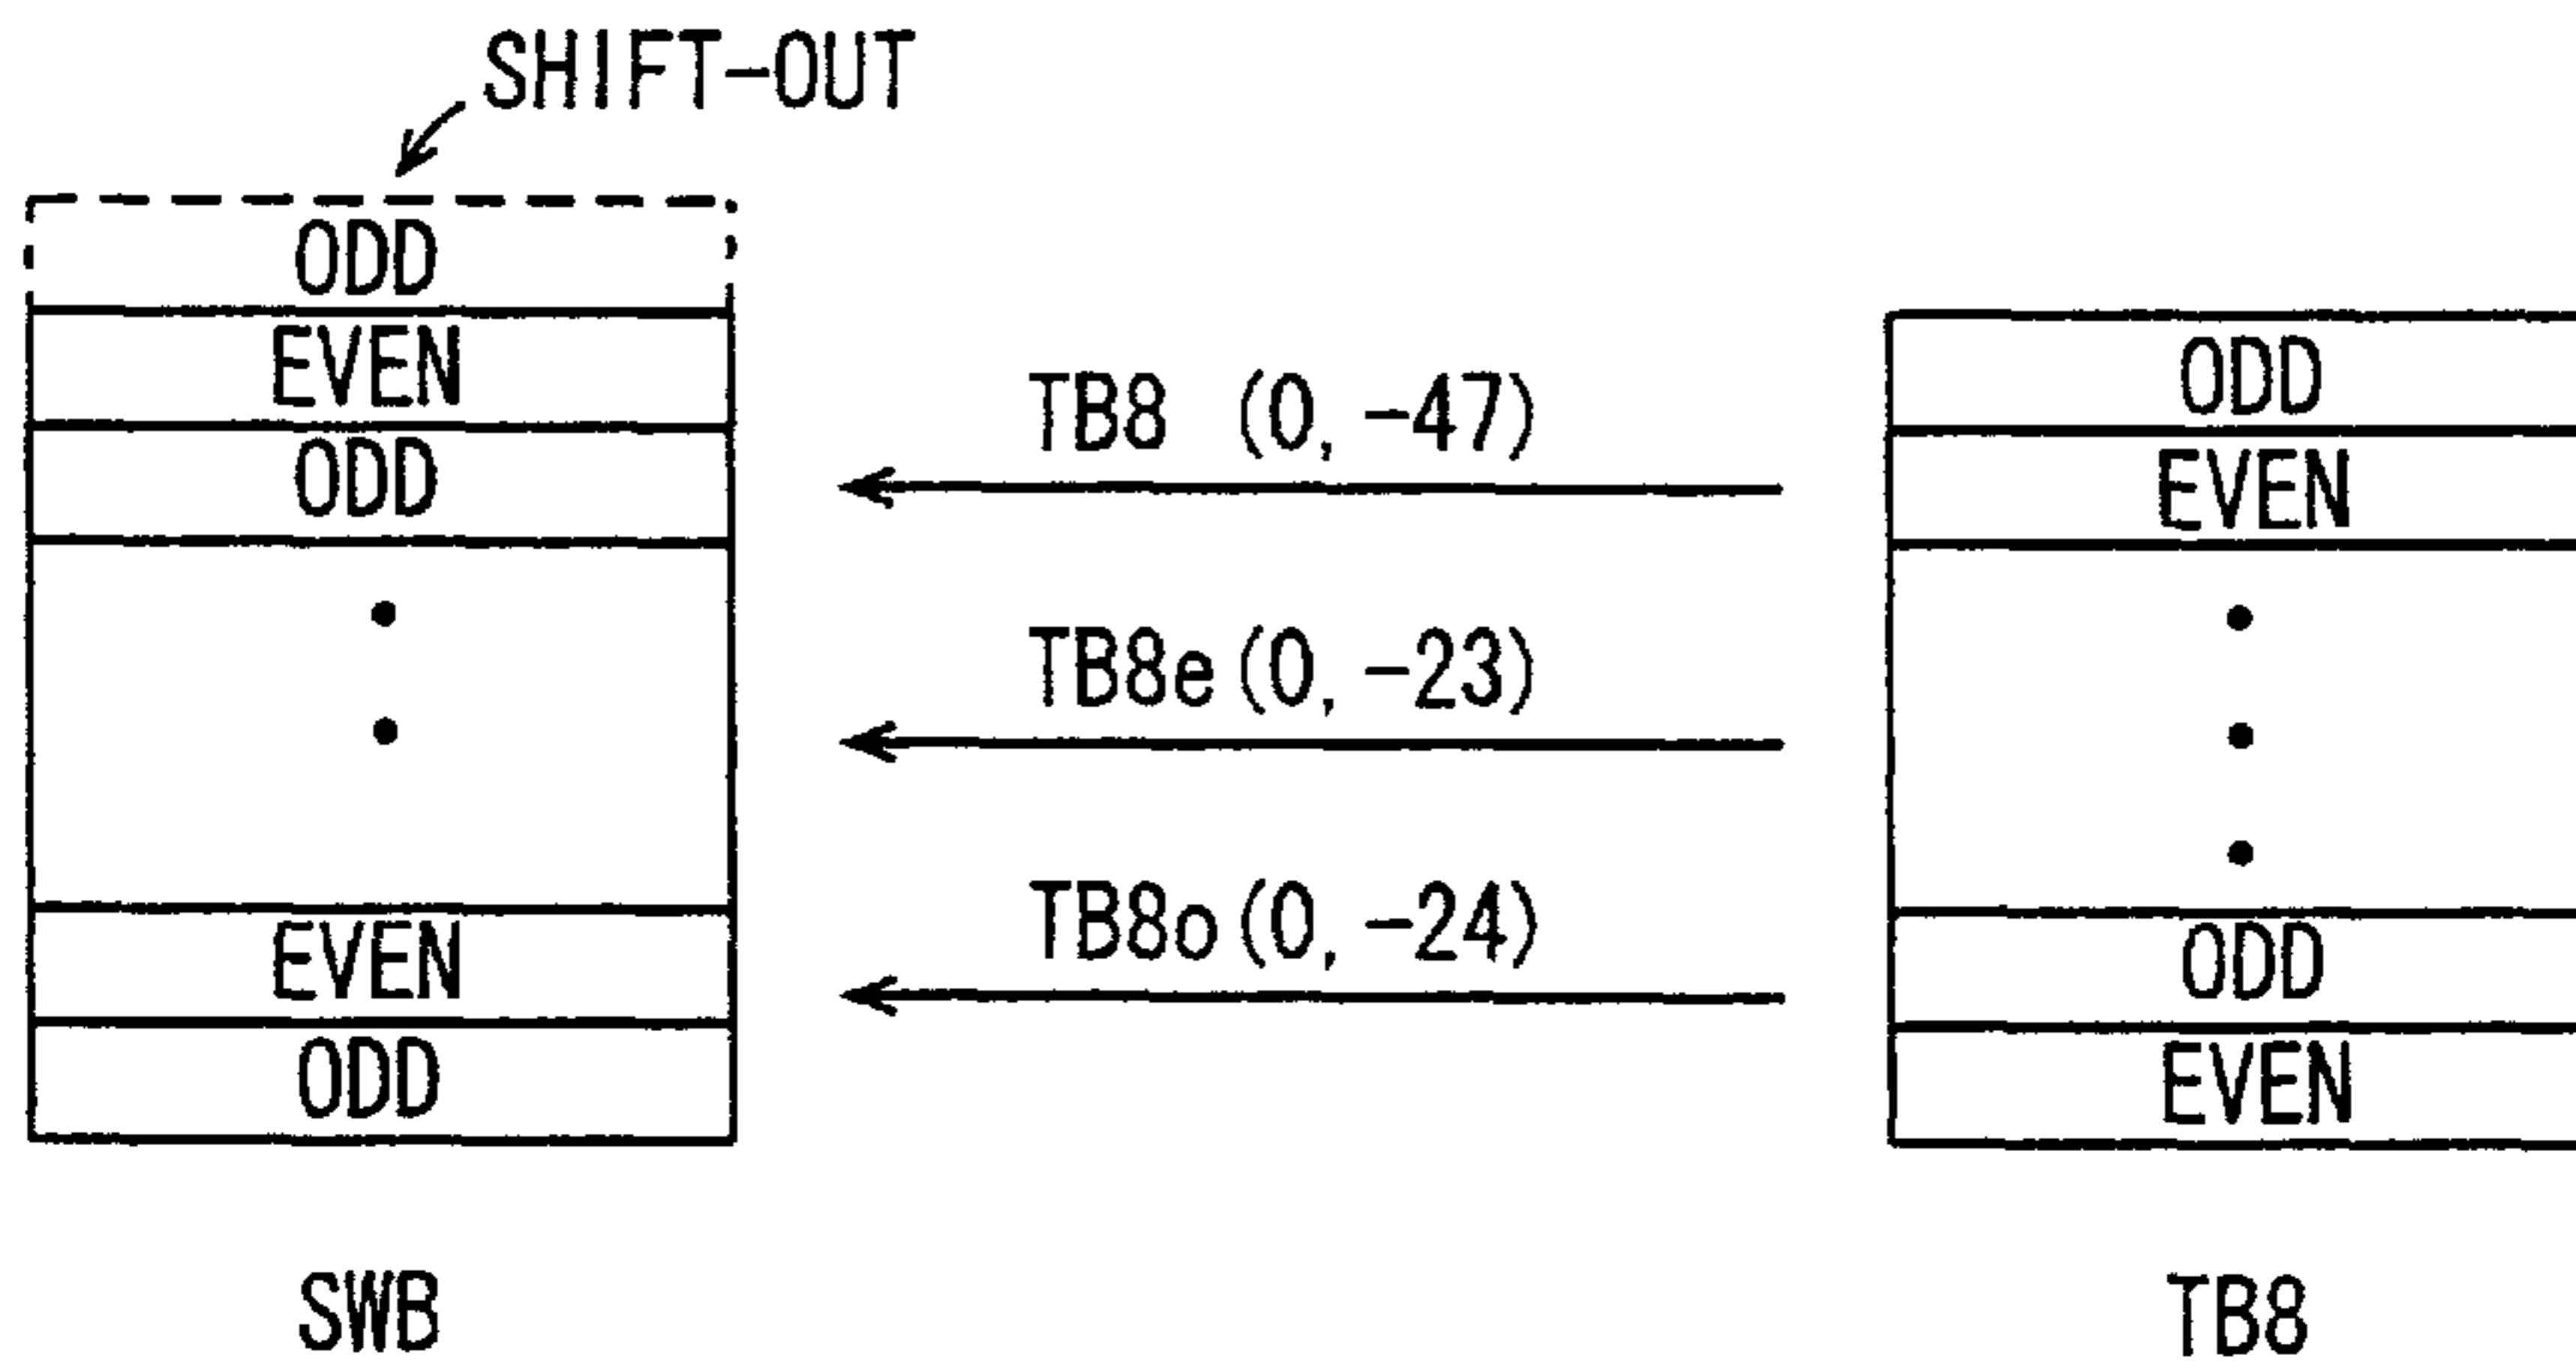 SHIFT-OUT
ODD
EVEN
ODD
EVEN
ODD
SWB
TB8 (0, -47)
TB8e (0, -23)
TB8o (0, -24)
ODD
EVEN
ODD
EVEN
TB8